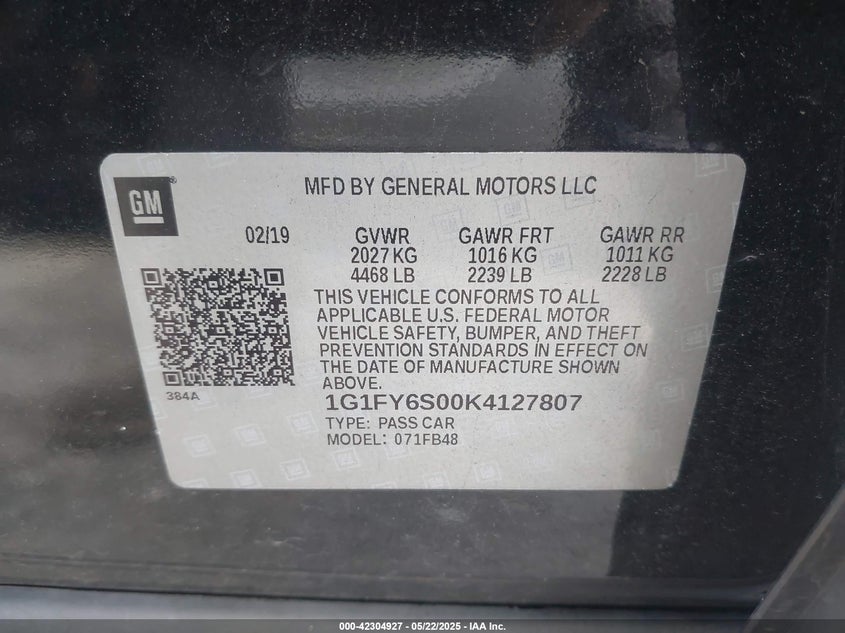 GM
MFD BY GENERAL MOTORS LLC
02/19 GVWR GAWR FRT GAWR RR
2027 KG 1016 KG 1011 KG
4468 LB 2239 LB 2228 LB
THIS VEHICLE CONFORMS TO ALL
APPLICABLE U.S. FEDERAL MOTOR
VEHICLE SAFETY, BUMPER, AND THEFT
PREVENTION STANDARDS IN EFFECT ON
THE DATE OF MANUFACTURE SHOWN
ABOVE.
384A
1G1FY6S00K4127807
TYPE: PASS CAR
MODEL: 071FB48
000-42304927 - 05/22/2025 - IAA Inc.